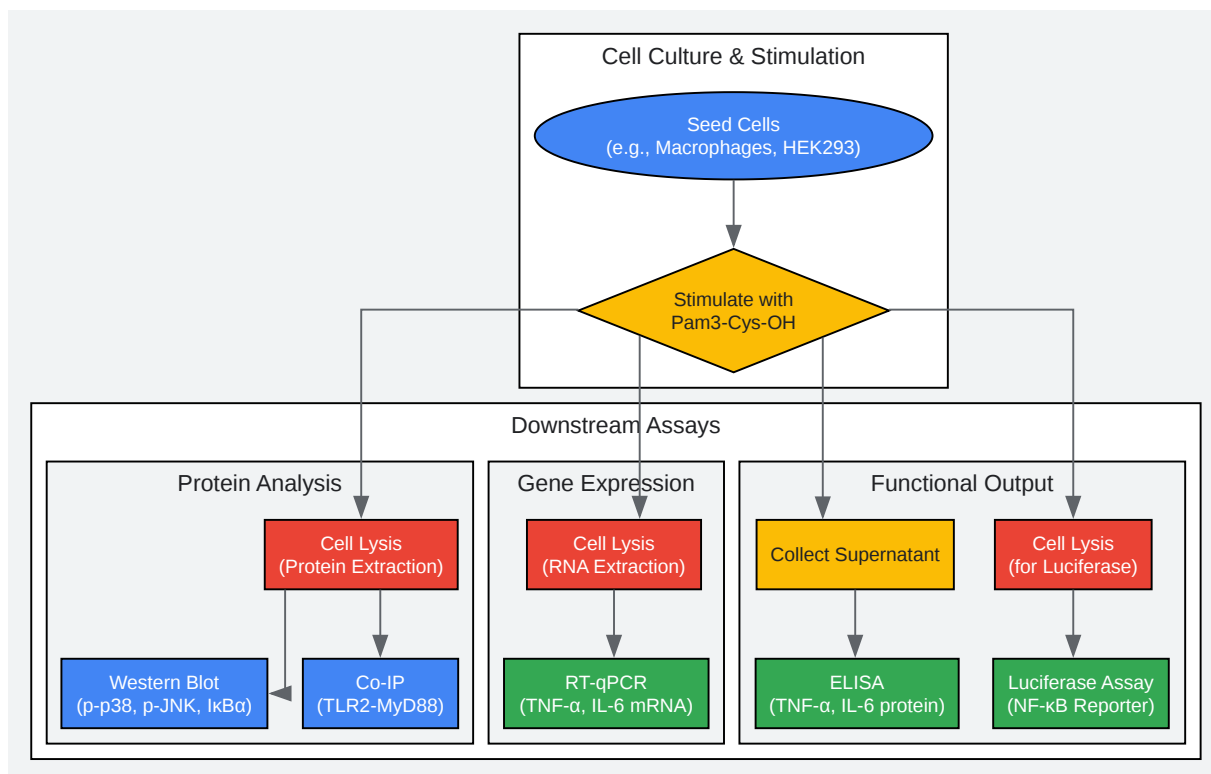 Cell Culture & Stimulation
Seed Cells
(e.g., Macrophages, HEK293)
Stimulate with
Pam3-Cys-OH
Downstream Assays
Protein Analysis
Cell Lysis
(Protein Extraction)
Western Blot
(p-p38, p-JNK, IκBα)
Co-IP
(TLR2-MyD88)
Gene Expression
Cell Lysis
(RNA Extraction)
RT-qPCR
(TNF-α, IL-6 mRNA)
Functional Output
Collect Supernatant
Cell Lysis
(for Luciferase)
ELISA
(TNF-α, IL-6 protein)
Luciferase Assay
(NF-κB Reporter)